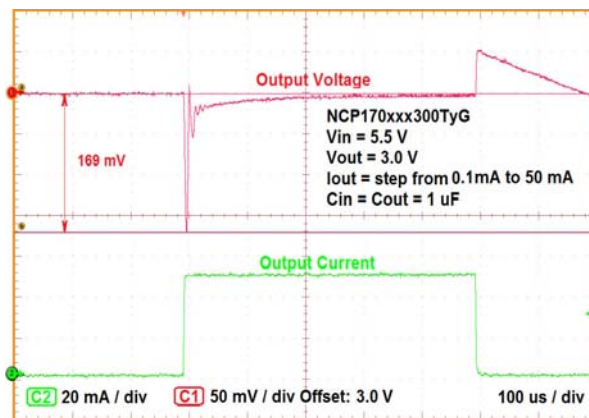 Output Voltage
NCP170xxx300TyG
Vin = 5.5 V
Vout = 3.0 V
Iout = step from 0.1mA to 50 mA
Cin = Cout = 1 uF
169 mV
Output Current
C2 20 mA / div C1 50 mV / div Offset: 3.0 V 100 us / div